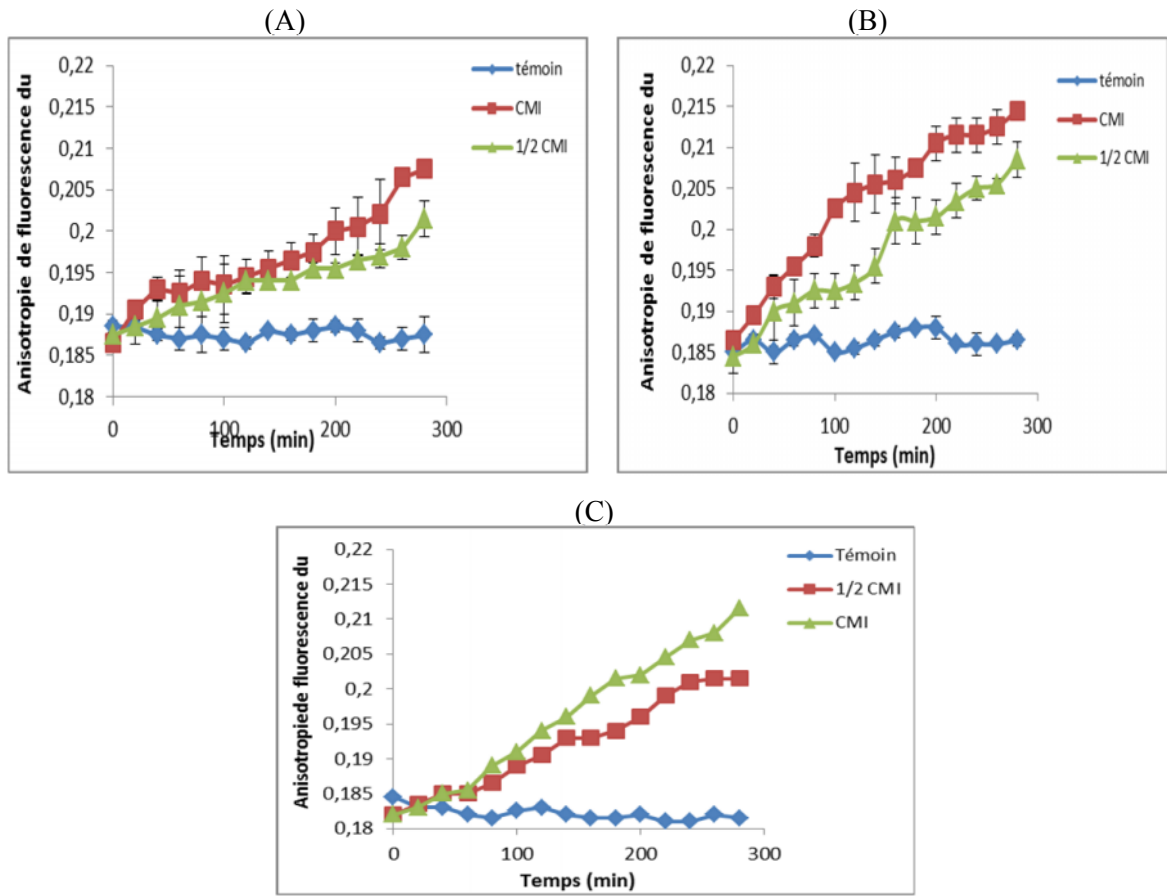 (A)
Anisotropie de fluorescence du
0,22
0,215
0,21
0,205
0,2
0,195
0,19
0,185
0,18
0
100
200
300
Temps (min)
témoin
CMI
1/2 CMI
(B)
Anisotropie de fluorescence du
0,22
0,215
0,21
0,205
0,2
0,195
0,19
0,185
0,18
0
100
200
300
Temps (min)
témoin
CMI
1/2 CMI
(C)
Anisotropiede fluorescence du
0,22
0,215
0,21
0,205
0,2
0,195
0,19
0,185
0,18
0
100
200
300
Temps (min)
Témoin
1/2 CMI
CMI